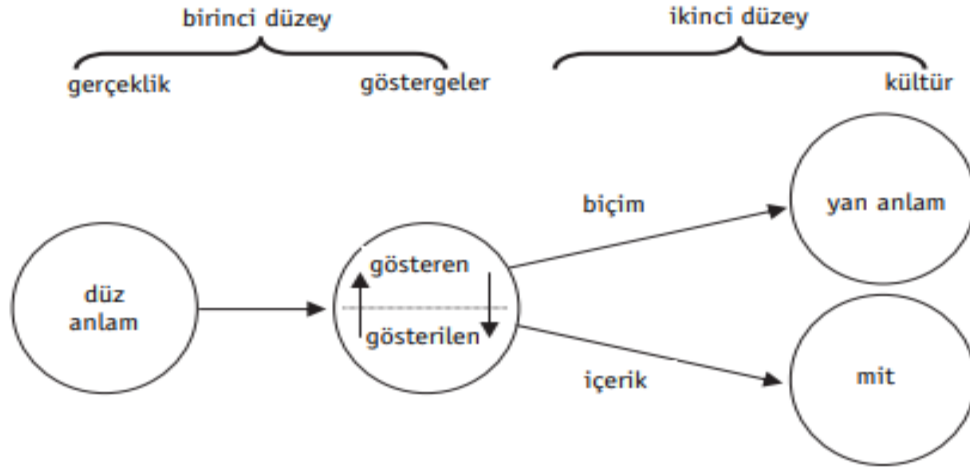 birinci düzey
ikinci düzey
gerçeklik
göstergeler
kültür
biçim
yan anlam
gösteren
düz
anlam
gösterilen
içerik
mit